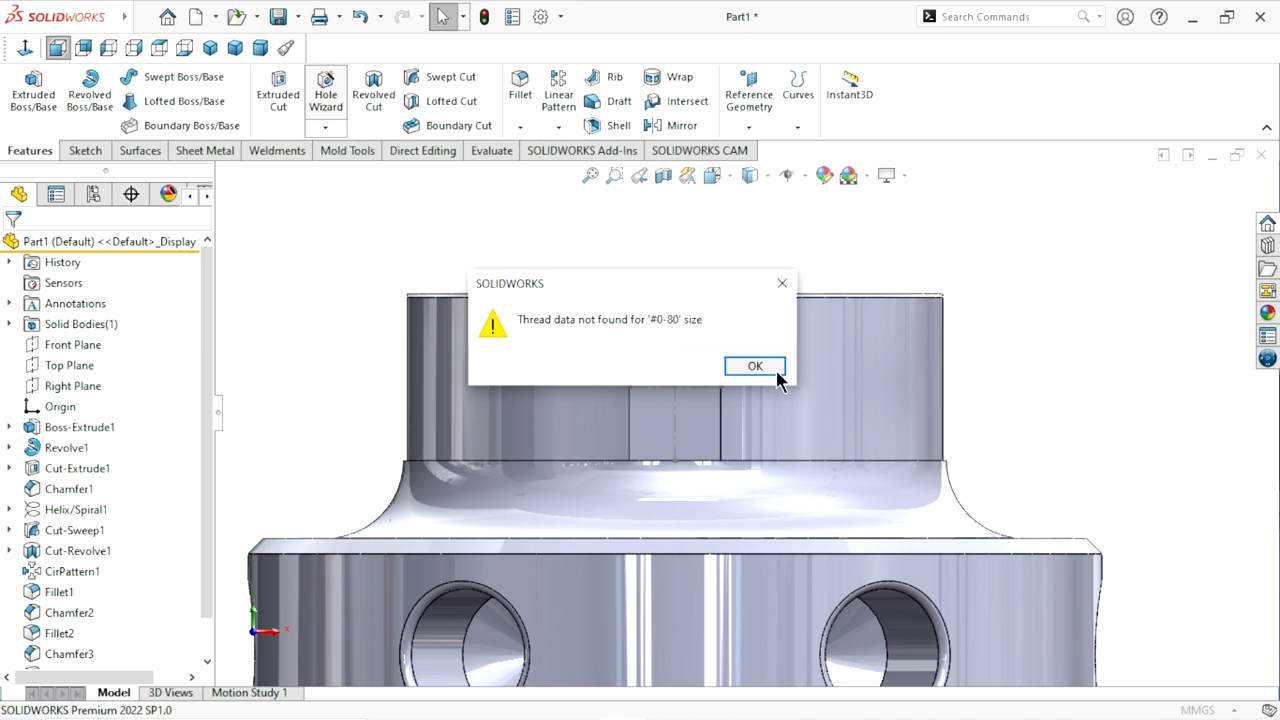 SOLIDWORKS
Part1 *
Search Commands
Extruded Boss/Base
Revolved Boss/Base
Swept Boss/Base
Lofted Boss/Base
Boundary Boss/Base
Extruded Cut
Hole Wizard
Revolved Cut
Swept Cut
Lofted Cut
Boundary Cut
Fillet
Linear Pattern
Rib
Draft
Shell
Wrap
Intersect
Mirror
Reference Geometry
Curves
Instant3D
Features
Sketch
Surfaces
Sheet Metal
Weldments
Mold Tools
Direct Editing
Evaluate
SOLIDWORKS Add-Ins
SOLIDWORKS CAM
Part1 (Default) <<Default>_Display
History
Sensors
Annotations
Solid Bodies(1)
Front Plane
Top Plane
Right Plane
Origin
Boss-Extrude1
Revolve1
Cut-Extrude1
Chamfer1
Helix/Spiral1
Cut-Sweep1
Cut-Revolve1
CirPattern1
Fillet1
Chamfer2
Fillet2
Chamfer3
SOLIDWORKS
Thread data not found for '#0-80' size
OK
x
Model
3D Views
Motion Study 1
SOLIDWORKS Premium 2022 SP1.0
MMGS